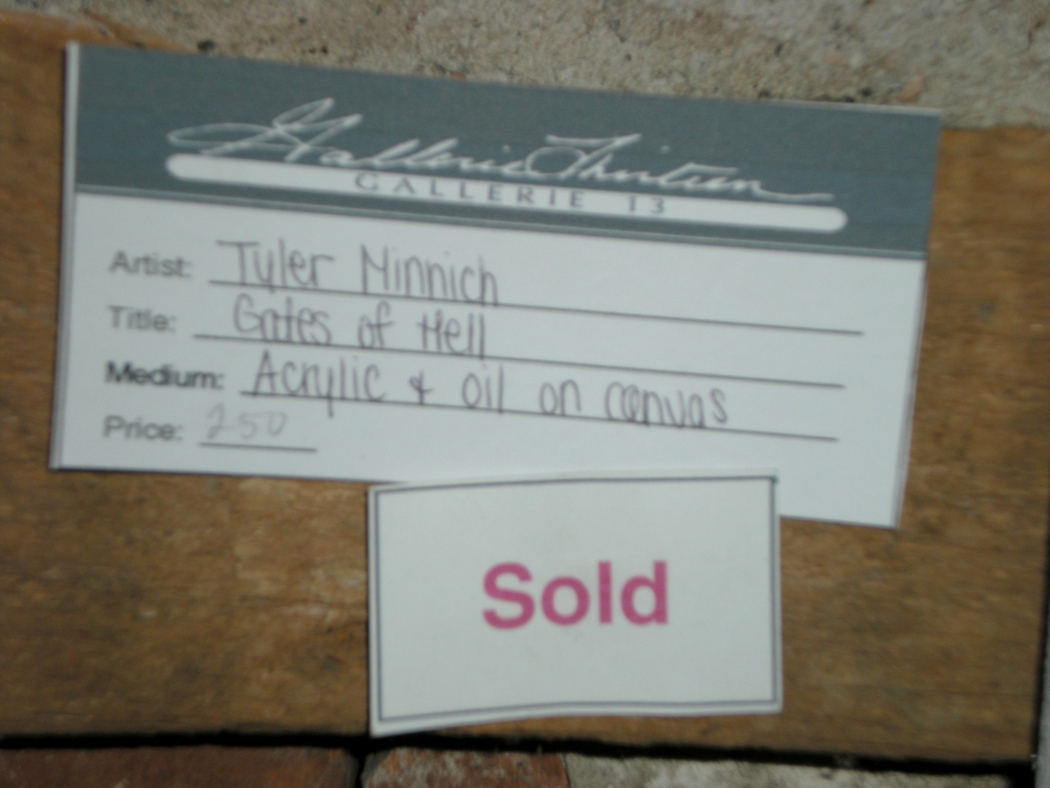 Gallerie Thirteen
GALLERIE 13
Artist: Tyler Minnich
Title: Gates of Hell
Medium: Acrylic & oil on canvas
Price: 250
Sold